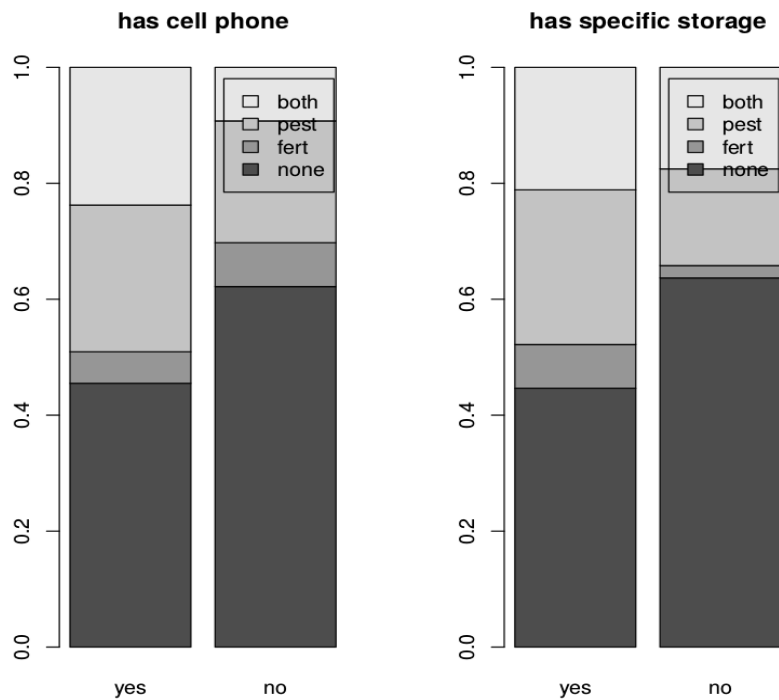 has cell phone
1.0
0.8
0.6
0.4
0.2
0.0
both
pest
fert
none
yes no
has specific storage
1.0
0.8
0.6
0.4
0.2
0.0
both
pest
fert
none
yes no